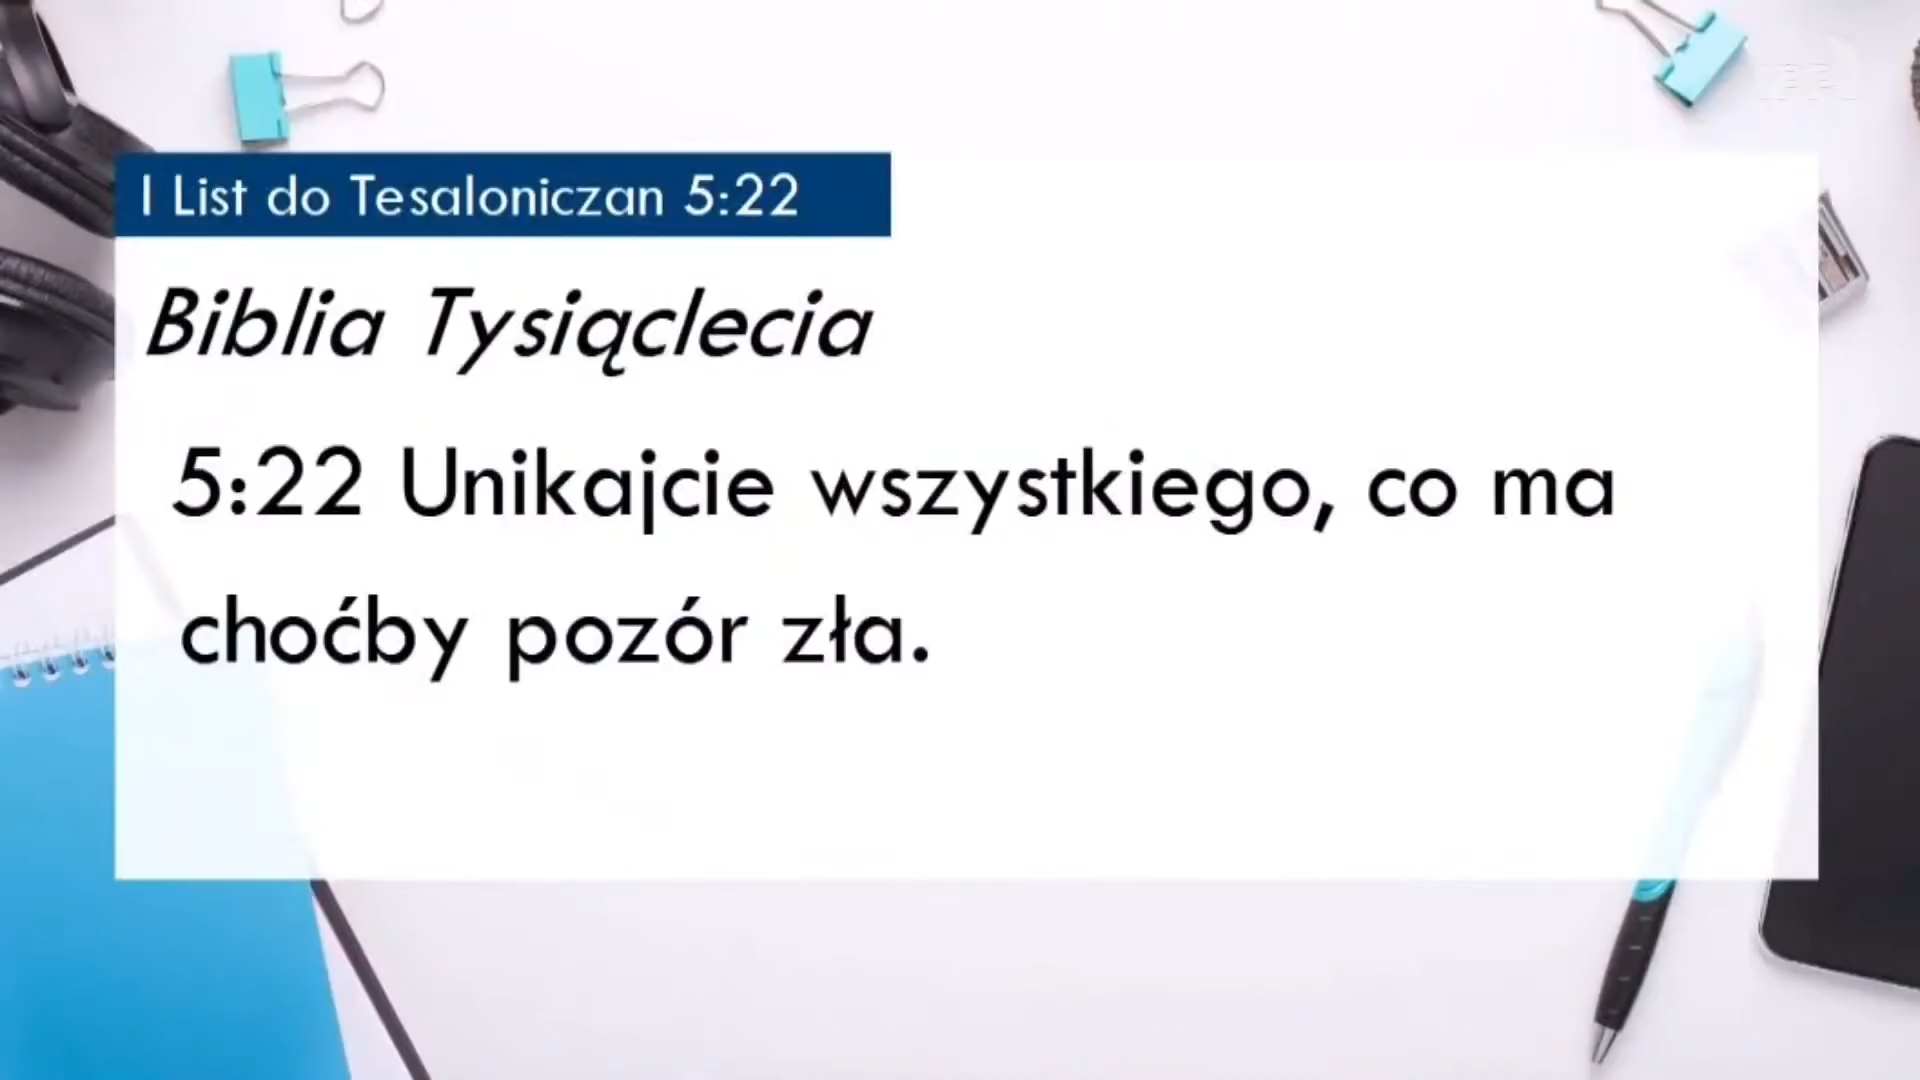 I List do Tesaloniczan 5:22
Biblia Tysiąclecia
5:22 Unikajcie wszystkiego, co ma
choćby pozór zła.